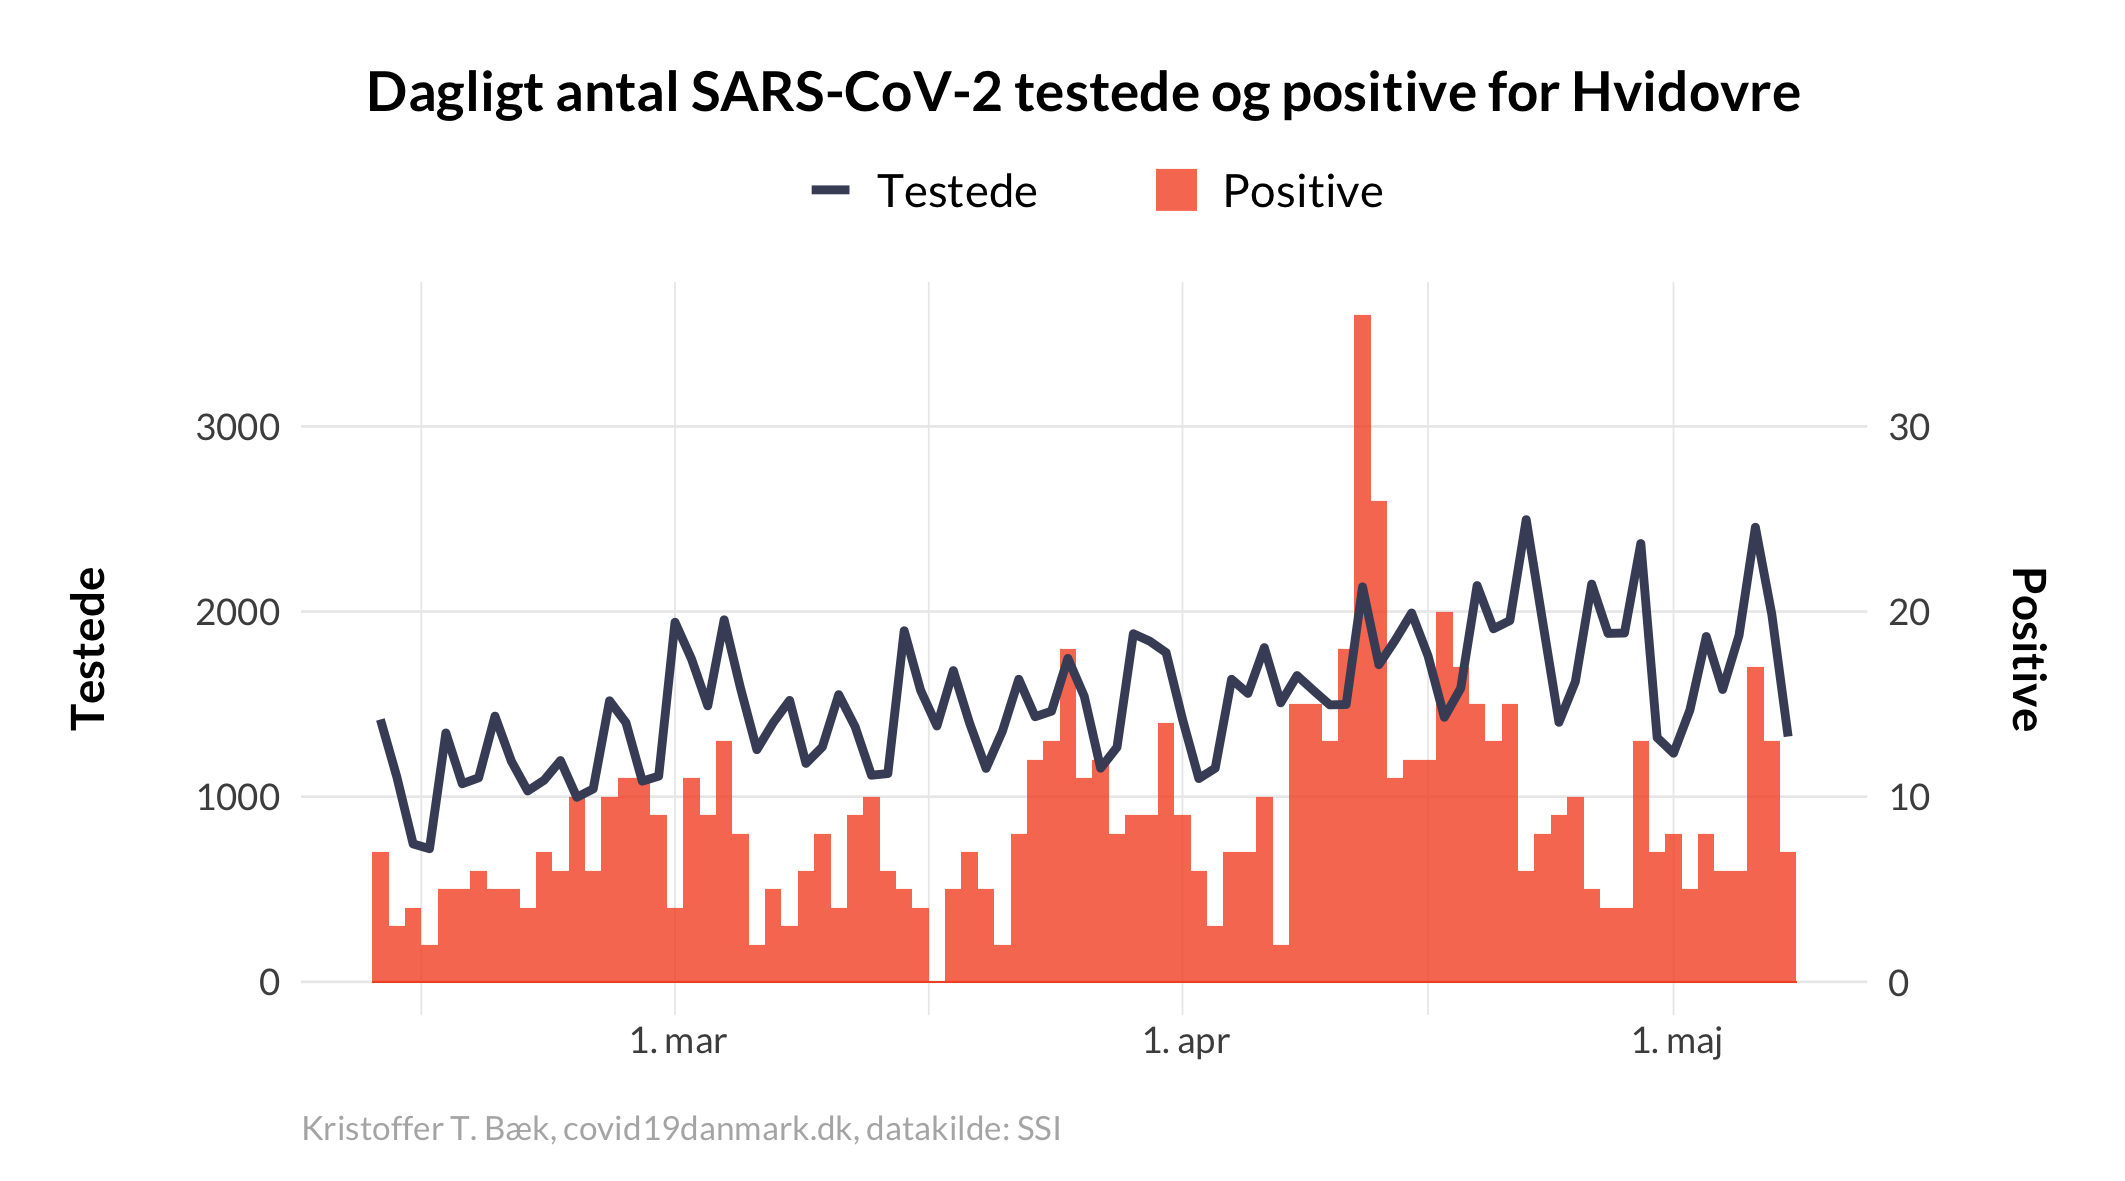 Dagligt antal SARS-CoV-2 testede og positive for Hvidovre
Testede
Positive
3000
2000
1000
0
Testede
30
20
10
0
Positive
1. mar
1. apr
1. maj
Kristoffer T. Bæk, covid19danmark.dk, datakilde: SSI